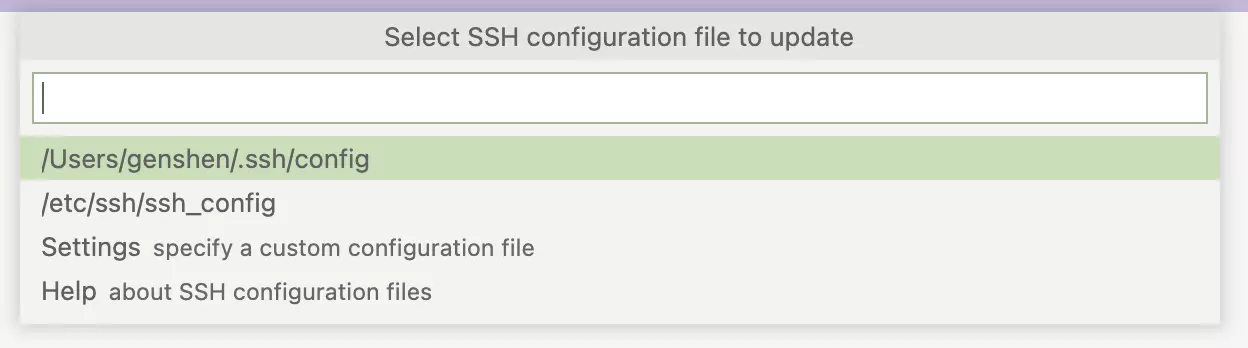 Select SSH configuration file to update
/Users/genshen/.ssh/config
/etc/ssh/ssh_config
Settings specify a custom configuration file
Help about SSH configuration files